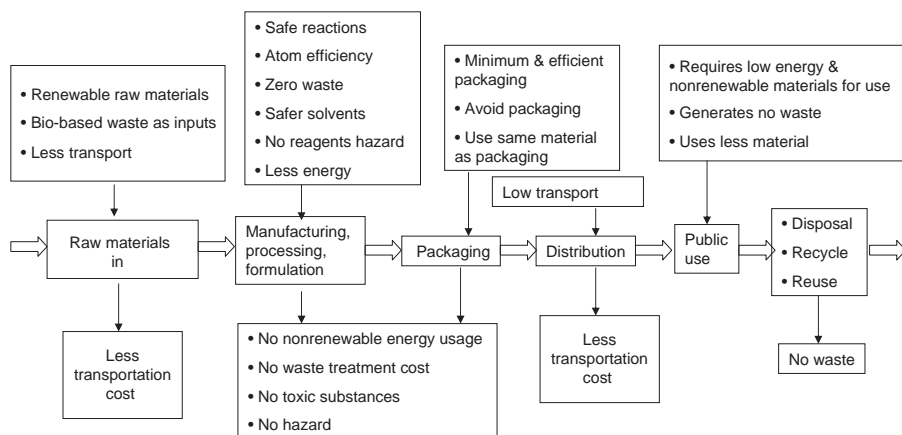 • Renewable raw materials
• Bio-based waste as inputs
• Less transport
• Safe reactions
• Atom efficiency
• Zero waste
• Safer solvents
• No reagents hazard
• Less energy
• Minimum & efficient
packaging
• Avoid packaging
• Use same material
as packaging
Low transport
• Requires low energy &
nonrenewable materials for use
• Generates no waste
• Uses less material
Raw materials
in
Manufacturing,
processing,
formulation
Packaging
Distribution
Public
use
• Disposal
• Recycle
• Reuse
Less
transportation
cost
• No nonrenewable energy usage
• No waste treatment cost
• No toxic substances
• No hazard
Less
transportation
cost
No waste